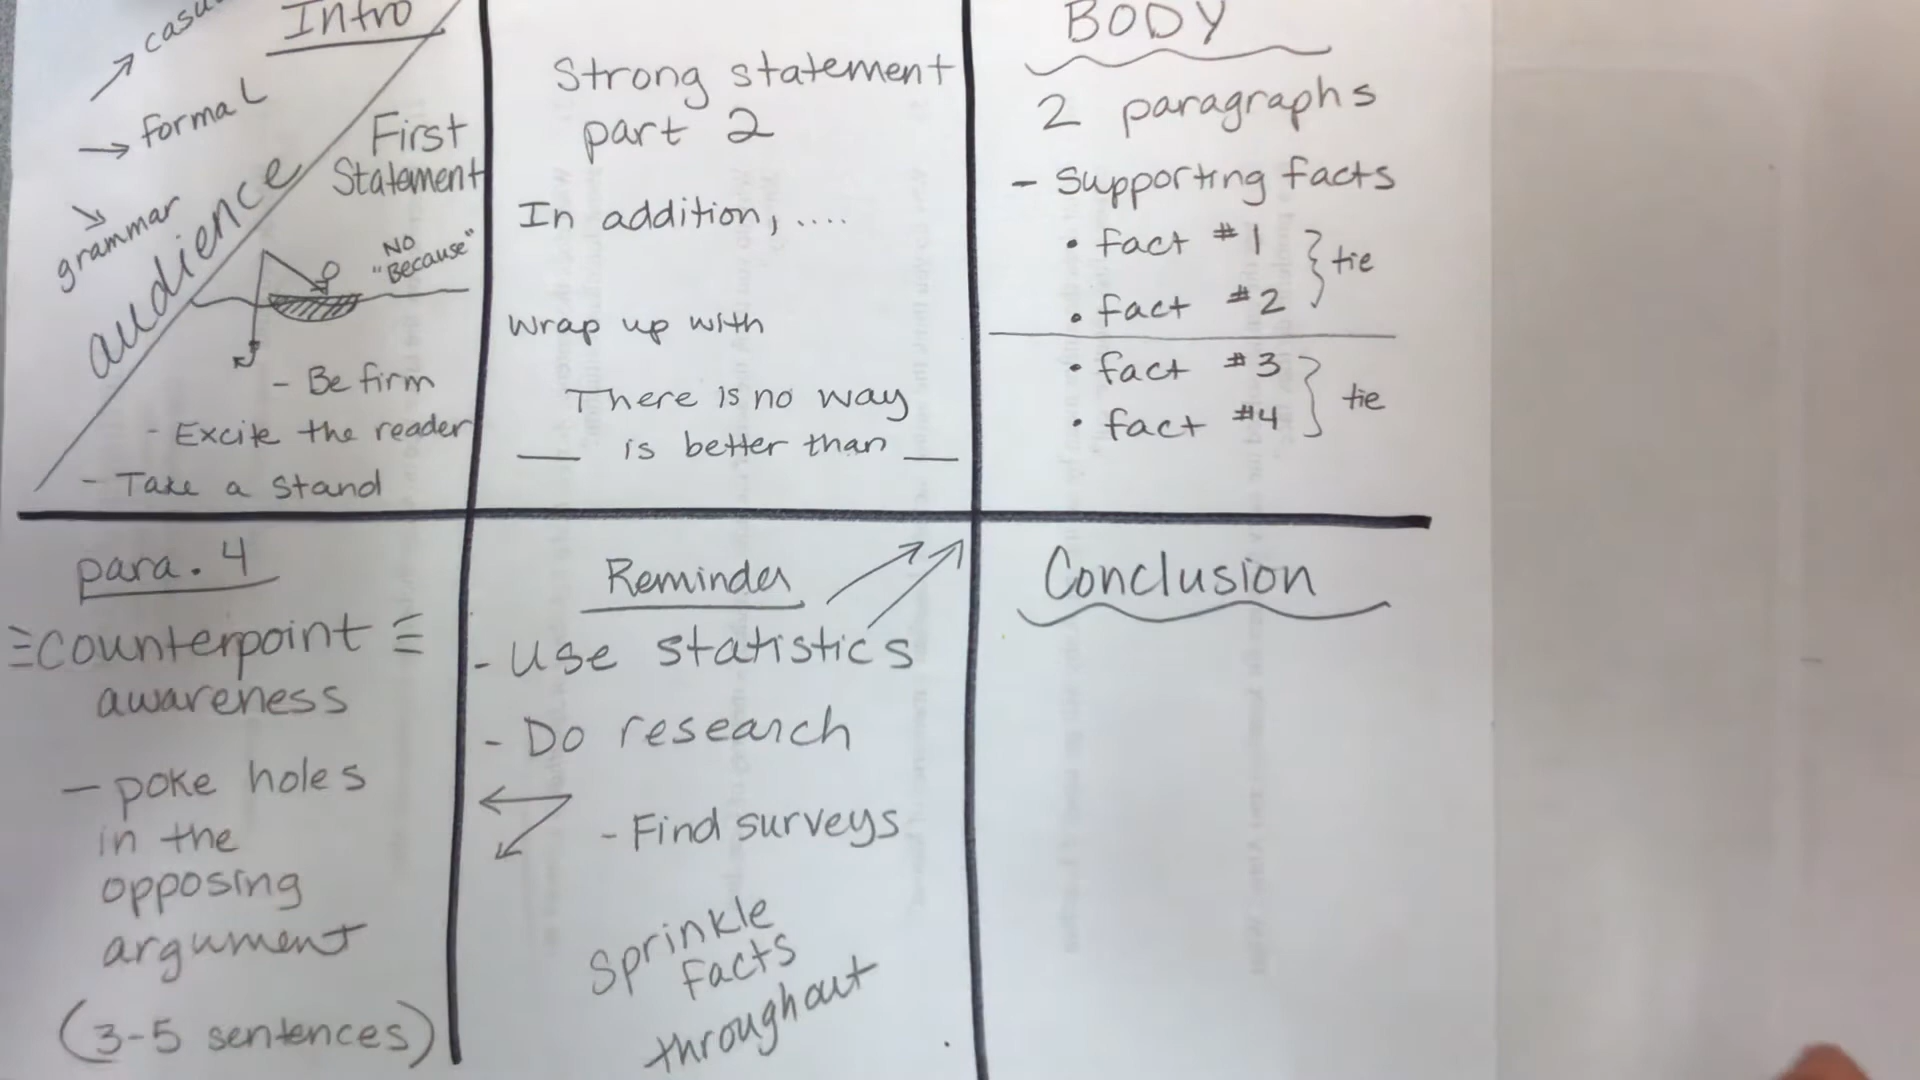 Intro
formal
grammar
audience
First
Statement
NO
"Because"
- Be firm
- Excite the reader
- Take a stand
Strong statement
part 2
In addition, ....
Wrap up with
There is no way
___ is better than ___
BODY
2 paragraphs
- Supporting facts
• fact #1
• fact #2
tie
• fact #3
• fact #4
tie
para. 4
counterpoint
awareness
- poke holes
in the
opposing
argument
(3-5 sentences)
Reminder
- Use statistics
- Do research
- Find surveys
Sprinkle
facts
throughout
Conclusion